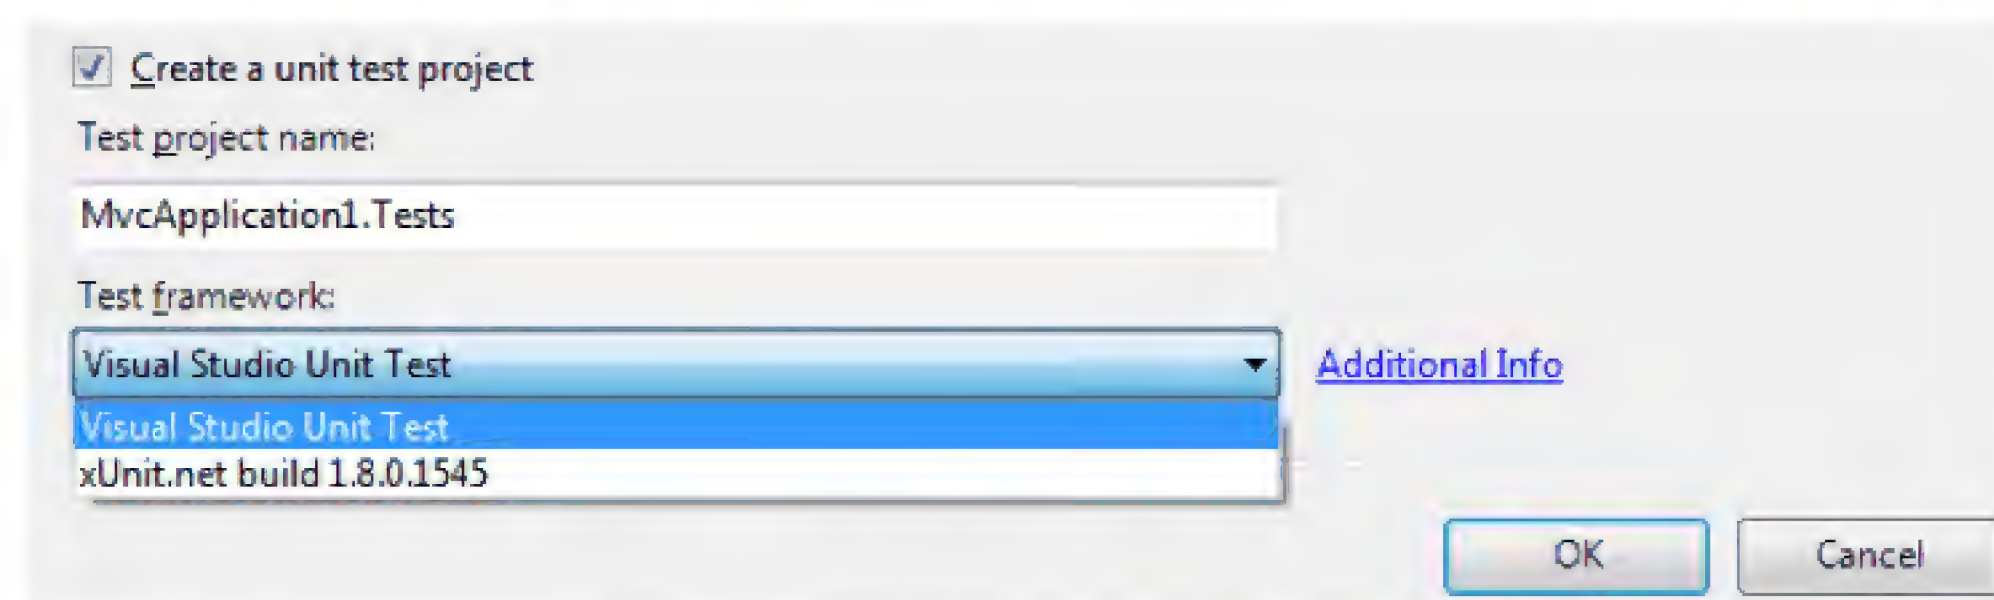 Create a unit test project
Test project name:
MvcApplication1.Tests
Test framework:
Visual Studio Unit Test
Additional Info
Visual Studio Unit Test
xUnit.net build 1.8.0.1545
OK
Cancel